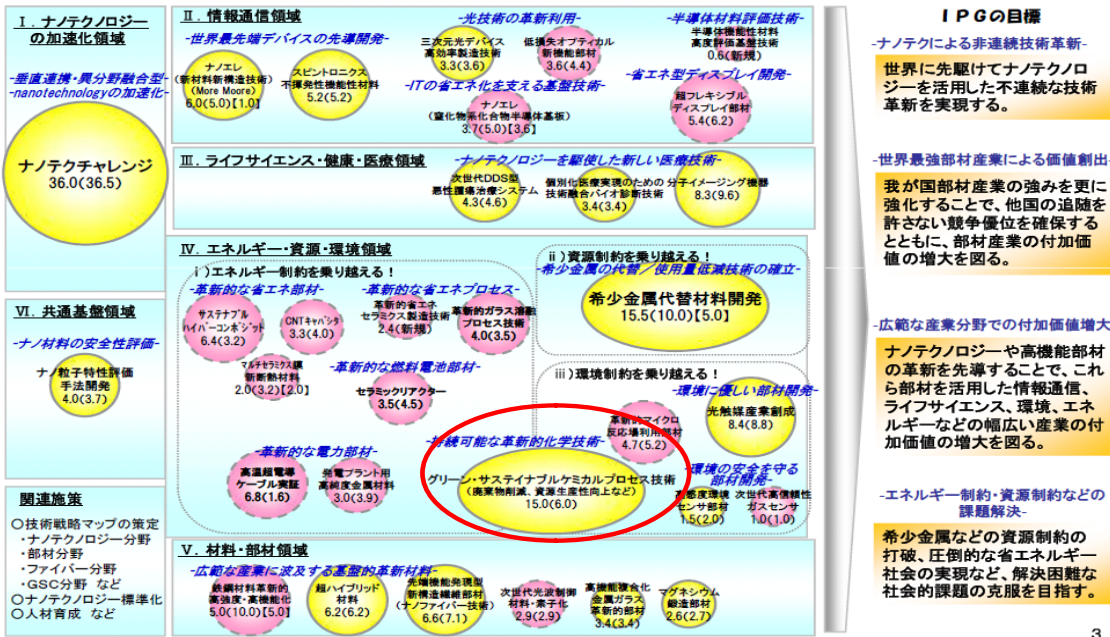 Ⅰ．ナノテクノロジー
の加速化領域
-垂直連携・異分野融合型-
-nanotechnologyの加速化-
ナノテクチャレンジ
36.0(36.5)
Ⅵ．共通基盤領域
-ナノ材料の安全性評価-
ナノ粒子特性評価
手法開発
4.0(3.7)
関連施策
○技術戦略マップの策定
・ナノテクノロジー分野
・部材分野
・ファイバー分野
・GSC分野 など
○ナノテクノロジー標準化
○人材育成 など
Ⅱ．情報通信領域
-世界最先端デバイスの先導開発-
ナノエレ
(新材料新構造技術)
(More Moore)
6.0(5.0)【1.0】
スピントロニクス
不揮発性機能性材料
5.2(5.2)
-光技術の革新利用-
三次元光デバイス
高効率製造技術
3.3(3.6)
低損失オプティカル
新機能部材
3.6(4.4)
-ITの省エネ化を支える基盤技術-
ナノエレ
(窒化物系化合物半導体基板)
3.7(5.0)【3.6】
-半導体材料評価技術-
半導体機能性材料
高度評価基盤技術
0.6(新規)
-省エネ型ディスプレイ開発-
超フレキシブル
ディスプレイ部材
5.4(6.2)
Ⅲ．ライフサイエンス・健康・医療領域
-ナノテクノロジーを駆使した新しい医療技術-
次世代DDS型
悪性腫瘍治療システム
4.3(4.6)
個別化医療実現のための
技術融合バイオ診断技術
3.4(3.4)
分子イメージング機器
8.3(9.6)
Ⅳ．エネルギー・資源・環境領域
ⅰ)エネルギー制約を乗り越える！
-革新的な省エネ部材-
サステナブル
ハイパーコンポジット
6.4(3.2)
CNTキャパシタ
3.3(4.0)
マルチセラミクス膜
新断熱材料
2.0(3.2)【2.0】
-革新的な省エネプロセス-
革新的省エネ
セラミクス製造技術
2.4(新規)
革新的ガラス溶融
プロセス技術
4.0(3.5)
-革新的な燃料電池部材-
セラミックリアクター
3.5(4.5)
-革新的な電力部材-
高温超電導
ケーブル実証
6.8(1.6)
発電プラント用
高純度金属材料
3.0(3.9)
ⅱ)資源制約を乗り越える！
-希少金属の代替／使用量低減技術の確立-
希少金属代替材料開発
15.5(10.0)【5.0】
ⅲ)環境制約を乗り越える！
-環境に優しい部材開発-
光触媒産業創成
8.4(8.8)
革新的マイクロ
反応場利用部材
4.7(5.2)
-持続可能な革新的化学技術-
グリーン・サステイナブルケミカルプロセス技術
(廃棄物削減、資源生産性向上など)
15.0(6.0)
-環境の安全を守る
部材開発-
高感度環境
センサ部材
1.5(2.0)
次世代高信頼性
ガスセンサ
1.0(1.0)
Ⅴ．材料・部材領域
-広範な産業に波及する基盤的革新材料-
鉄鋼材料革新的
高強度・高機能化
5.0(10.0)【5.0】
超ハイブリッド
材料
6.2(6.2)
先端機能発現型
新構造繊維部材
(ナノファイバー技術)
6.6(7.1)
次世代光波制御
材料・素子化
2.9(2.9)
高機能複合化
金属ガラス
革新的部材
3.4(3.4)
マグネシウム
鍛造部材
2.6(2.7)
ＩＰＧの目標
-ナノテクによる非連続技術革新-
世界に先駆けてナノテクノロ
ジーを活用した不連続な技術
革新を実現する。
-世界最強部材産業による価値創出-
我が国部材産業の強みを更に
強化することで、他国の追随を
許さない競争優位を確保する
とともに、部材産業の付加価
値の増大を図る。
-広範な産業分野での付加価値増大
ナノテクノロジーや高機能部材
の革新を先導することで、これ
ら部材を活用した情報通信、
ライフサイエンス、環境、エネ
ルギーなどの幅広い産業の付
加価値の増大を図る。
-エネルギー制約・資源制約などの
課題解決-
希少金属などの資源制約の
打破、圧倒的な省エネルギー
社会の実現など、解決困難な
社会的課題の克服を目指す。
3